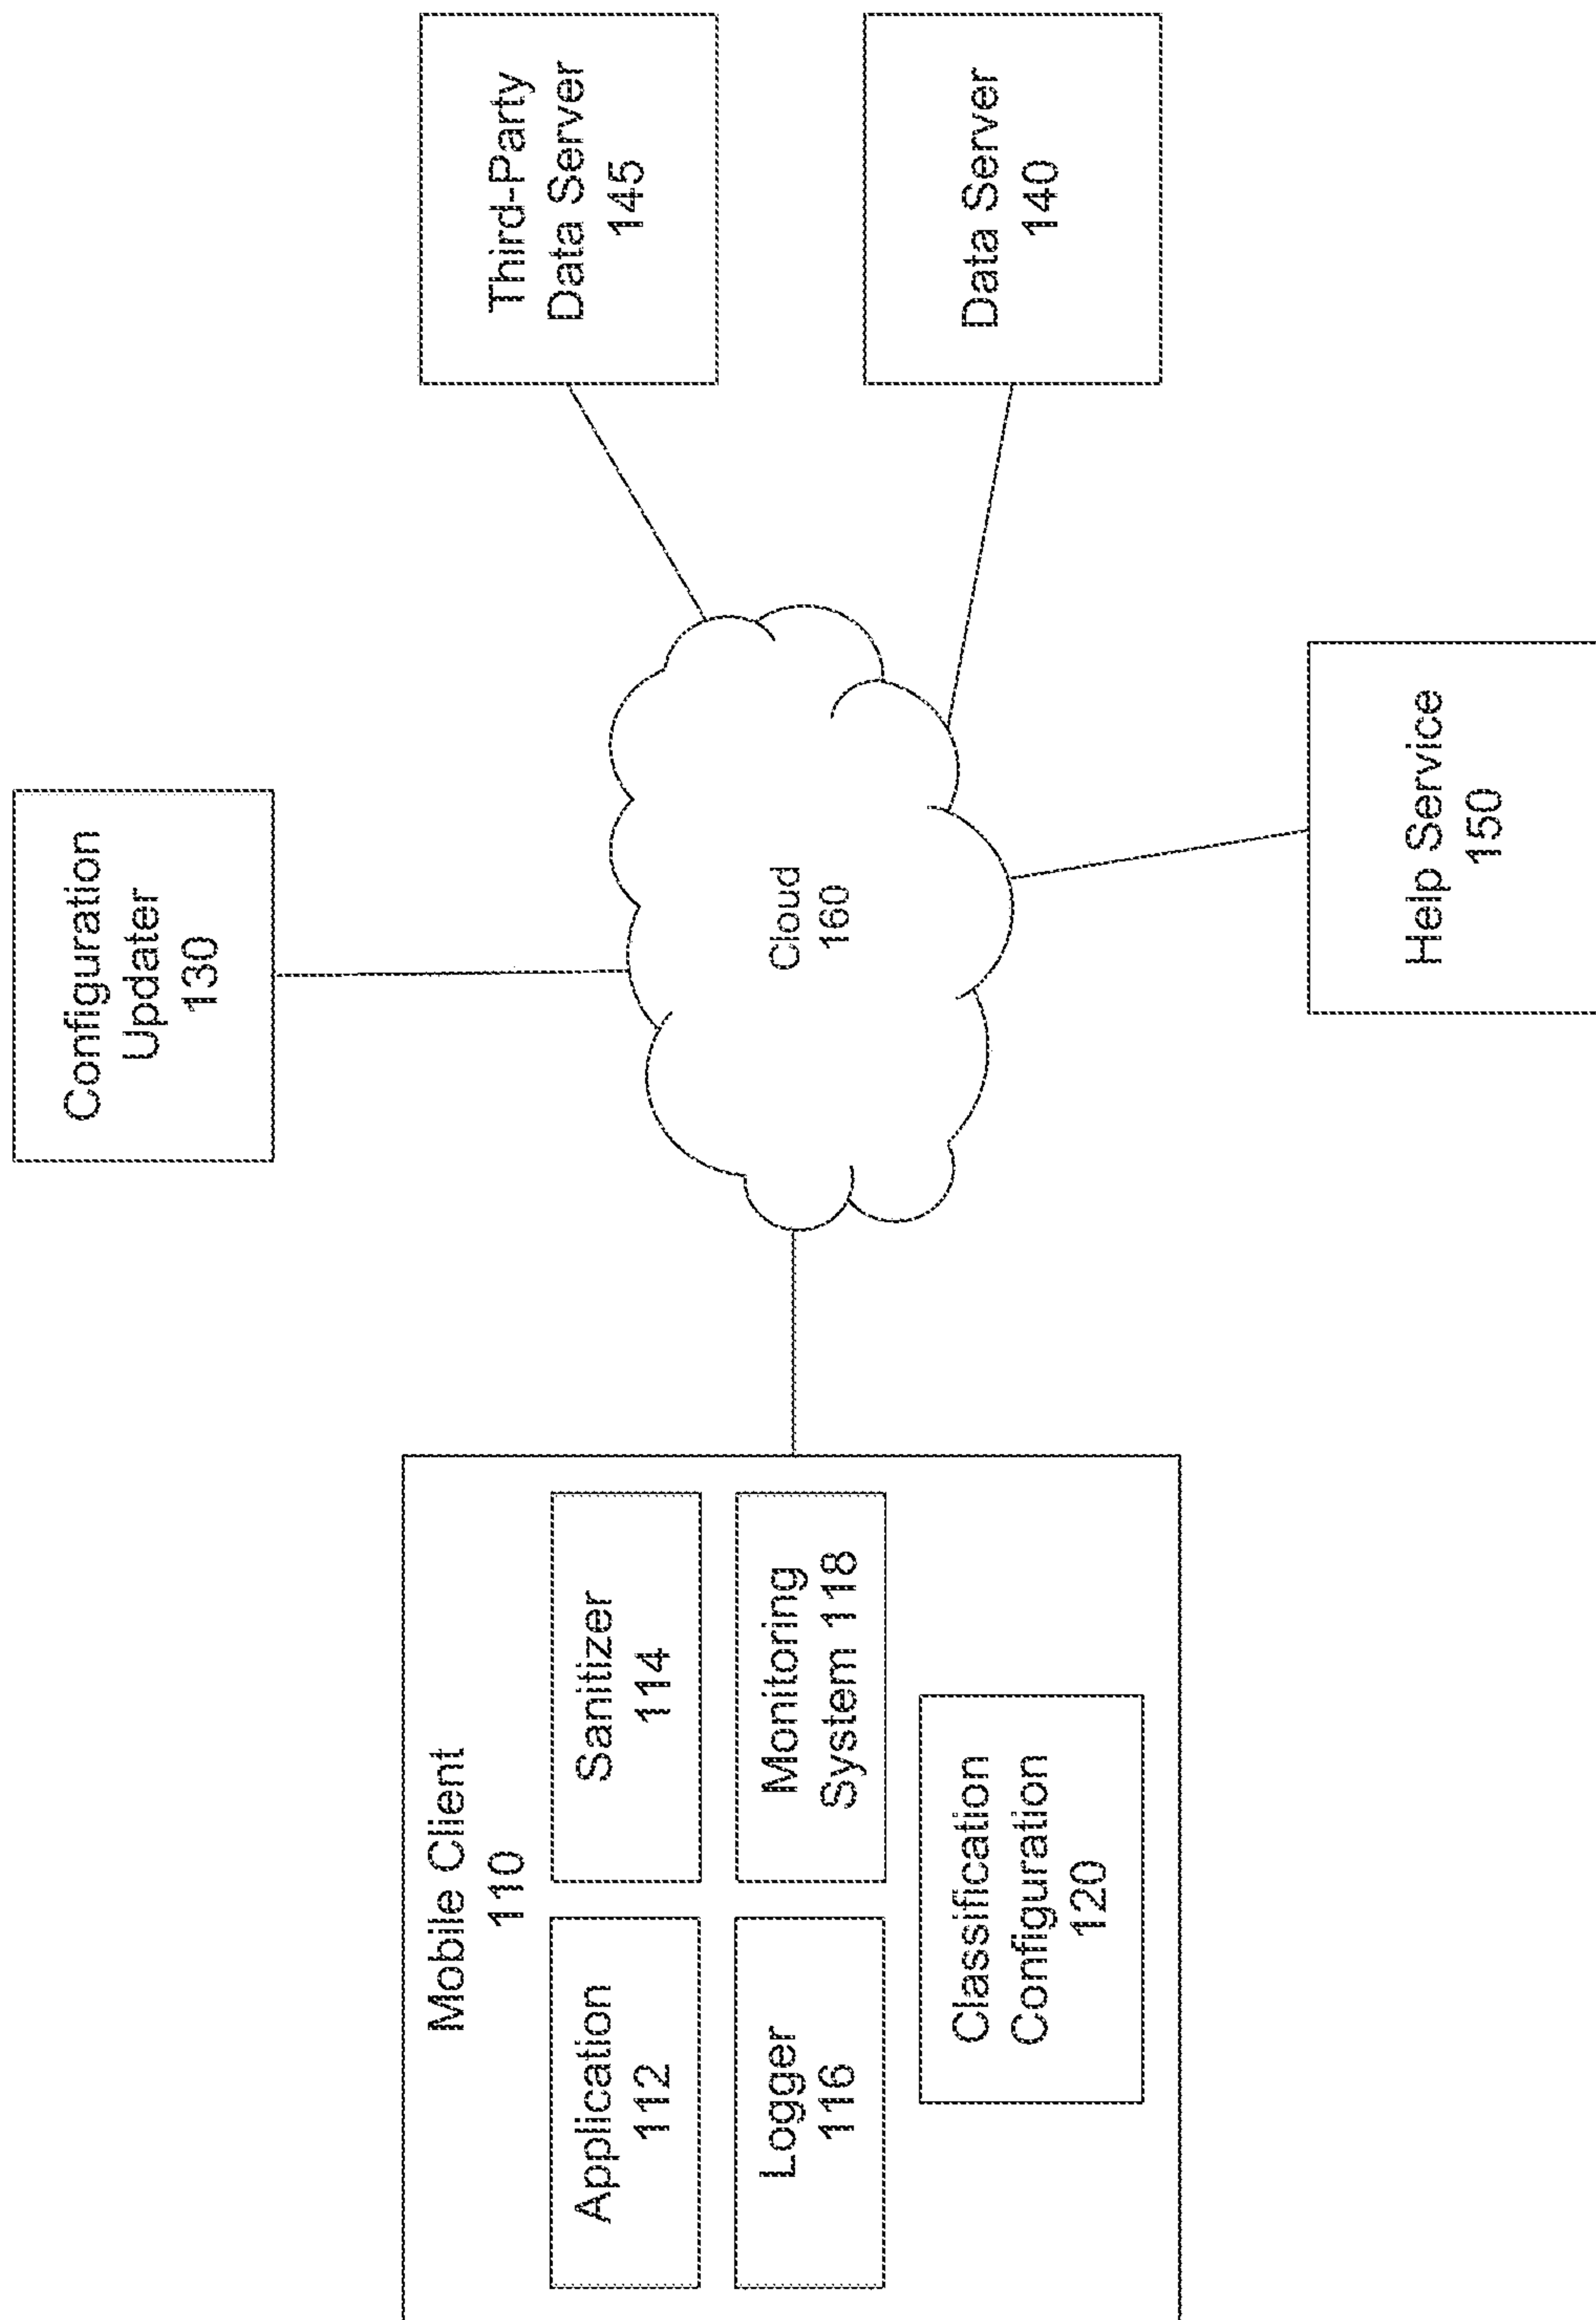 Mobile Client
110
Application
112
Sanitizer
114
Logger
116
Monitoring
System 118
Classification
Configuration
120
Configuration
Updater
130
Cloud
160
Third-Party
Data Server
145
Data Server
140
Help Service
150